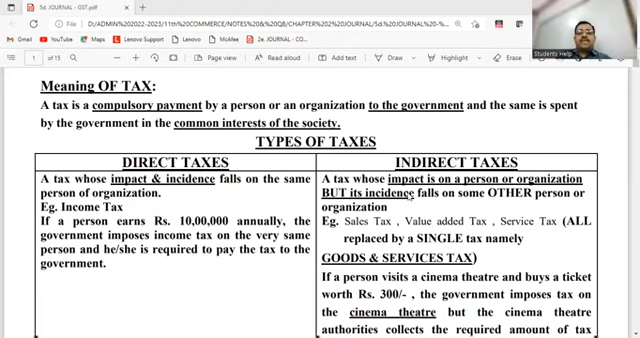 5d. JOURNAL - GST.pdf
File
D:/ADMIN%202022-2023/11th%20COMMERCE/NOTES%20&%20QB/CHAPTER%202%20JOURNAL/5d.%20JOURNAL%20-%...
Gmail
YouTube
Maps
Lenovo Support
Lenovo
McAfee
2e. JOURNAL - CO...
Students Help
1
of 15
Page view
Read aloud
Add text
Draw
Highlight
Erase
Meaning OF TAX:
A tax is a compulsory payment by a person or an organization to the government and the same is spent
by the government in the common interests of the society.
TYPES OF TAXES
DIRECT TAXES
A tax whose impact & incidence falls on the same
person of organization.
Eg. Income Tax
If a person earns Rs. 10,00,000 annually, the
government imposes income tax on the very same
person and he/she is required to pay the tax to the
government.
INDIRECT TAXES
A tax whose impact is on a person or organization
BUT its incidence falls on some OTHER person or
organization
Eg. Sales Tax , Value added Tax , Service Tax (ALL
replaced by a SINGLE tax namely
GOODS & SERVICES TAX)
If a person visits a cinema theatre and buys a ticket
worth Rs. 300/- , the government imposes tax on
the cinema theatre but the cinema theatre
authorities collects the required amount of tax